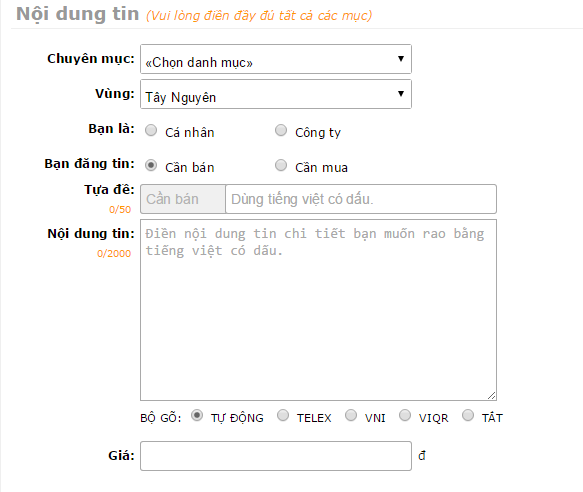 Nội dung tin (Vui lòng điền đầy đủ tất cả các mục)
Chuyên mục: «Chọn danh mục»
Vùng: Tây Nguyên
Bạn là: Cá nhân Công ty
Bạn đăng tin: Cần bán Cần mua
Tựa đề: Cần bán Dùng tiếng việt có dấu.
0/50
Nội dung tin: Điền nội dung tin chi tiết bạn muốn rao bằng
0/2000 tiếng việt có dấu.
BỘ GÕ: TỰ ĐỘNG TELEX VNI VIQR TẮT
Giá: đ